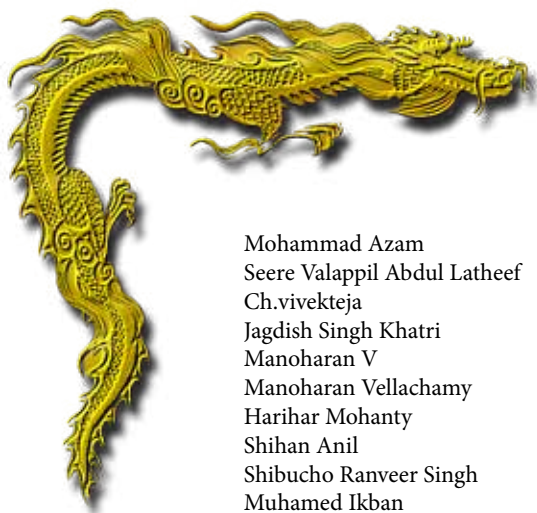 Mohammad Azam
Seere Valappil Abdul Latheef
Ch.vivekteja
Jagdish Singh Khatri
Manoharan V
Manoharan Vellachamy
Harihar Mohanty
Shihan Anil
Shibucho Ranveer Singh
Muhamed Ikban